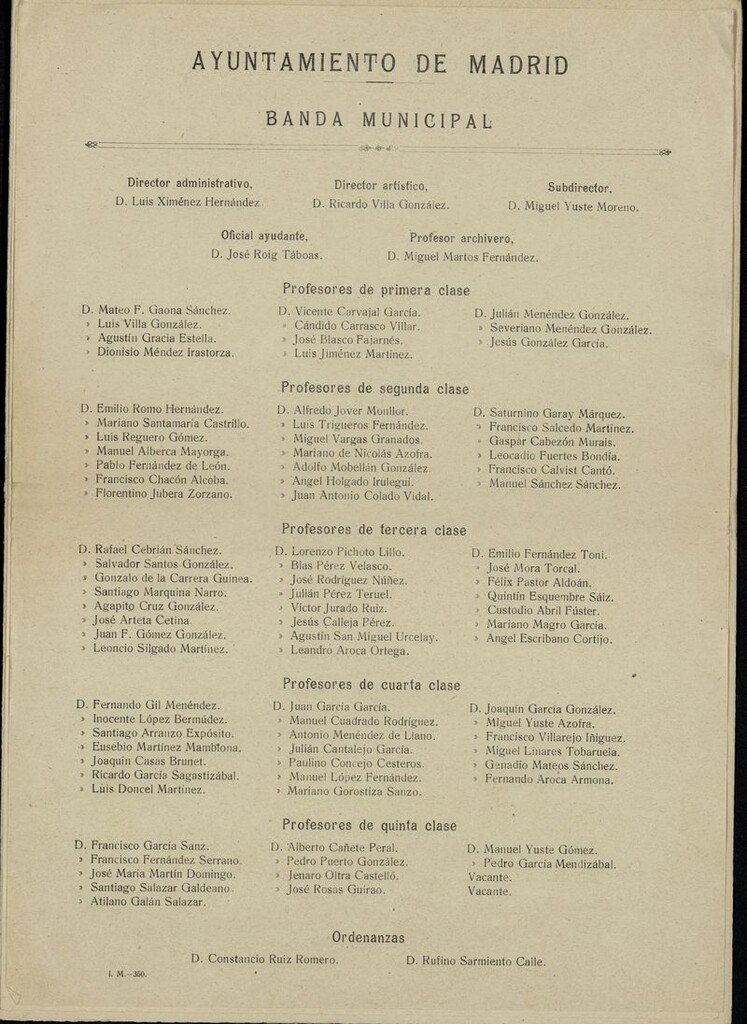 AYUNTAMIENTO DE MADRID
BANDA MUNICIPAL
Director administrativo,
D. Luis Ximénez Hernández.
Director artístico,
D. Ricardo Villa González.
Subdirector,
D. Miguel Yuste Moreno.
Oficial ayudante,
D. José Roig Táboas.
Profesor archivero,
D. Miguel Martos Fernández.
Profesores de primera clase
D. Mateo F. Gaona Sánchez.
» Luis Villa González.
» Agustín Gracia Estella.
» Dionisio Méndez Irastorza.
D. Vicente Carvajal García.
» Cándido Carrasco Villar.
» José Blasco Fajarnés.
» Luis Jiménez Martínez.
D. Julián Menéndez González.
» Severiano Menéndez González.
» Jesús González García.
Profesores de segunda clase
D. Emilio Romo Hernández.
» Mariano Santamaría Castrillo.
» Luis Reguero Gómez.
» Manuel Alberca Mayorga.
» Pablo Fernández de León.
» Francisco Chacón Alcoba.
» Florentino Jubera Zorzano.
D. Alfredo Jover Monllor.
» Luis Trigueros Fernández.
» Miguel Vargas Granados.
» Mariano de Nicolás Azofra.
» Adolfo Mobellán González.
» Angel Holgado Irulegui.
» Juan Antonio Colado Vidal.
D. Saturnino Garay Márquez.
» Francisco Salcedo Martínez.
» Gaspar Cabezón Murais.
» Leocadio Fuertes Bondía.
» Francisco Calvist Cantó.
» Manuel Sánchez Sánchez.
Profesores de tercera clase
D. Rafael Cebrián Sánchez.
» Salvador Santos González.
» Gonzalo de la Carrera Guinea.
» Santiago Marquina Narro.
» Agapito Cruz González.
» José Arteta Cetina.
» Juan F. Gómez González.
» Leoncio Silgado Martínez.
D. Lorenzo Pichoto Lillo.
» Blas Pérez Velasco.
» José Rodríguez Núñez.
» Julián Pérez Teruel.
» Victor Jurado Ruiz.
» Jesús Calleja Pérez.
» Agustín San Miguel Urcelay.
» Leandro Aroca Ortega.
D. Emilio Fernández Toni.
» José Mora Torcal.
» Félix Pastor Aldoán.
» Quintín Esquembre Sáiz.
» Custodio Abril Fúster.
» Mariano Magro García.
» Angel Escribano Cortijo.
Profesores de cuarta clase
D. Fernando Gil Menéndez.
» Inocente López Bermúdez.
» Santiago Arranzo Expósito.
» Eusebio Martínez Mamblona.
» Joaquín Casas Brunet.
» Ricardo García Sagastizábal.
» Luis Doncel Martínez.
D. Juan García García.
» Manuel Cuadrado Rodríguez.
» Antonio Menéndez de Llano.
» Julián Cantalejo García.
» Paulino Concejo Cesteros.
» Manuel López Fernández.
» Mariano Gorostiza Sanzo.
D. Joaquín García González.
» Miguel Yuste Azofra.
» Francisco Villarejo Iñiguez.
» Miguel Linares Tobaruela.
» Genadio Mateos Sánchez.
» Fernando Aroca Armona.
Profesores de quinta clase
D. Francisco García Sanz.
» Francisco Fernández Serrano.
» José María Martín Domingo.
» Santiago Salazar Galdeano.
» Atilano Galán Salazar.
D. Alberto Cañete Peral.
» Pedro Puerto González.
» Jenaro Oltra Castelló.
» José Rosas Guirao.
D. Manuel Yuste Gómez.
» Pedro García Mendizábal.
Vacante.
Vacante.
Ordenanzas
D. Constancio Ruiz Romero.
D. Rufino Sarmiento Calle.
I. M.—350.